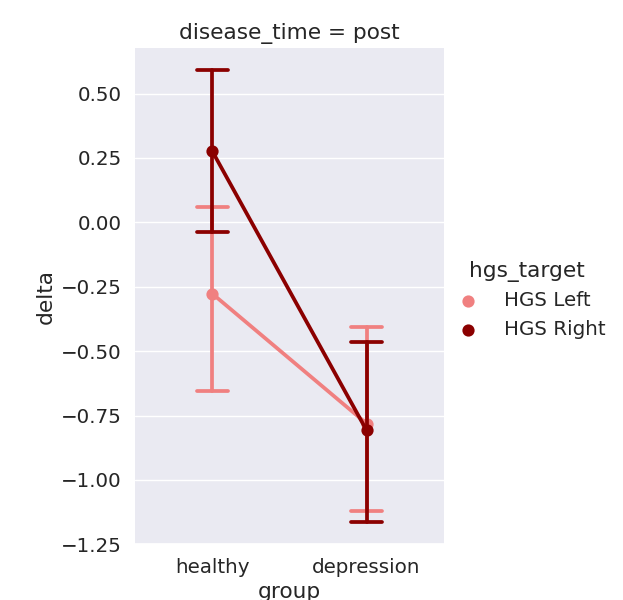 disease_time = post
delta
0.50
0.25
0.00
−0.25
−0.50
−0.75
−1.00
−1.25
healthy
depression
group
hgs_target
HGS Left
HGS Right